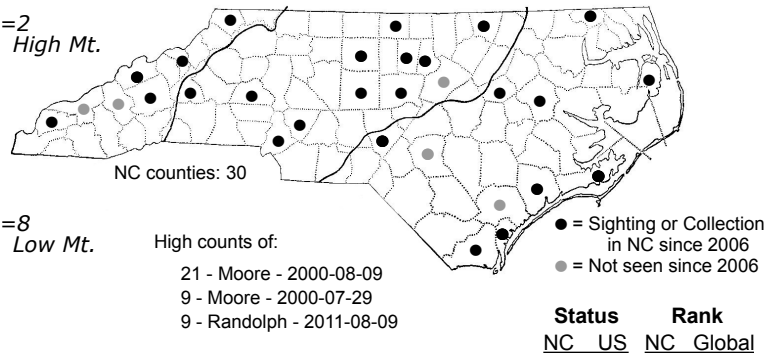 =2
High Mt.
NC counties: 30
=8
Low Mt.
High counts of:
21 - Moore - 2000-08-09
9 - Moore - 2000-07-29
9 - Randolph - 2011-08-09
● = Sighting or Collection
in NC since 2006
● = Not seen since 2006
Status Rank
NC US NC Global